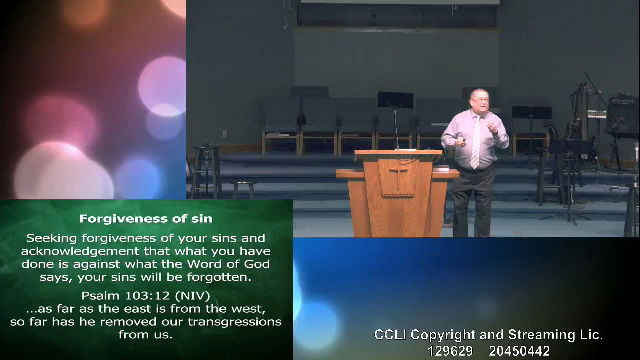 Forgiveness of sin
Seeking forgiveness of your sins and
acknowledgement that what you have
done is against what the Word of God
says, your sins will be forgotten.
Psalm 103:12 (NIV)
...as far as the east is from the west,
so far has he removed our transgressions
from us.
CCLI Copyright and Streaming Lic.
129629 20450442